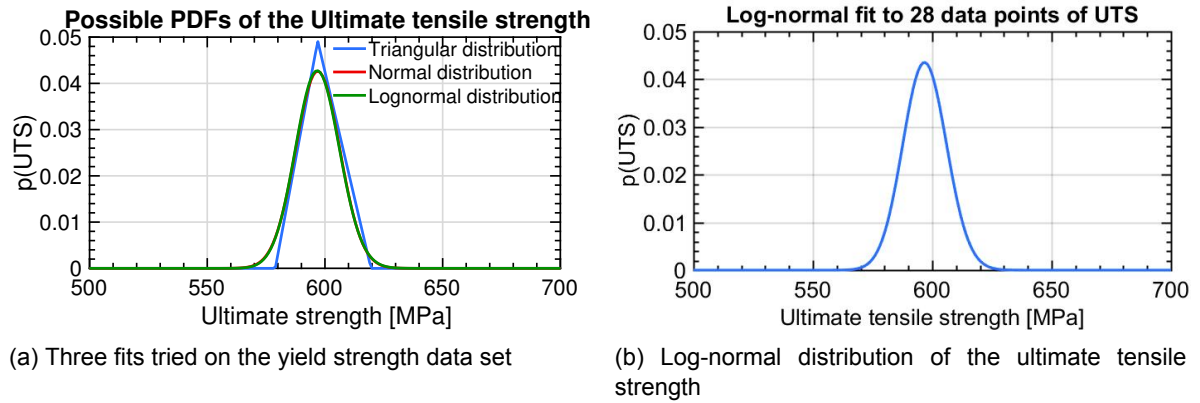 Possible PDFs of the Ultimate tensile strength
0.05
0.04
0.03
0.02
0.01
0
p(UTS)
Triangular distribution
Normal distribution
Lognormal distribution
500 550 600 650 700
Ultimate strength [MPa]
(a) Three fits tried on the yield strength data set
Log-normal fit to 28 data points of UTS
0.05
0.04
0.03
0.02
0.01
0
p(UTS)
500 550 600 650 700
Ultimate tensile strength [MPa]
(b) Log-normal distribution of the ultimate tensile
strength